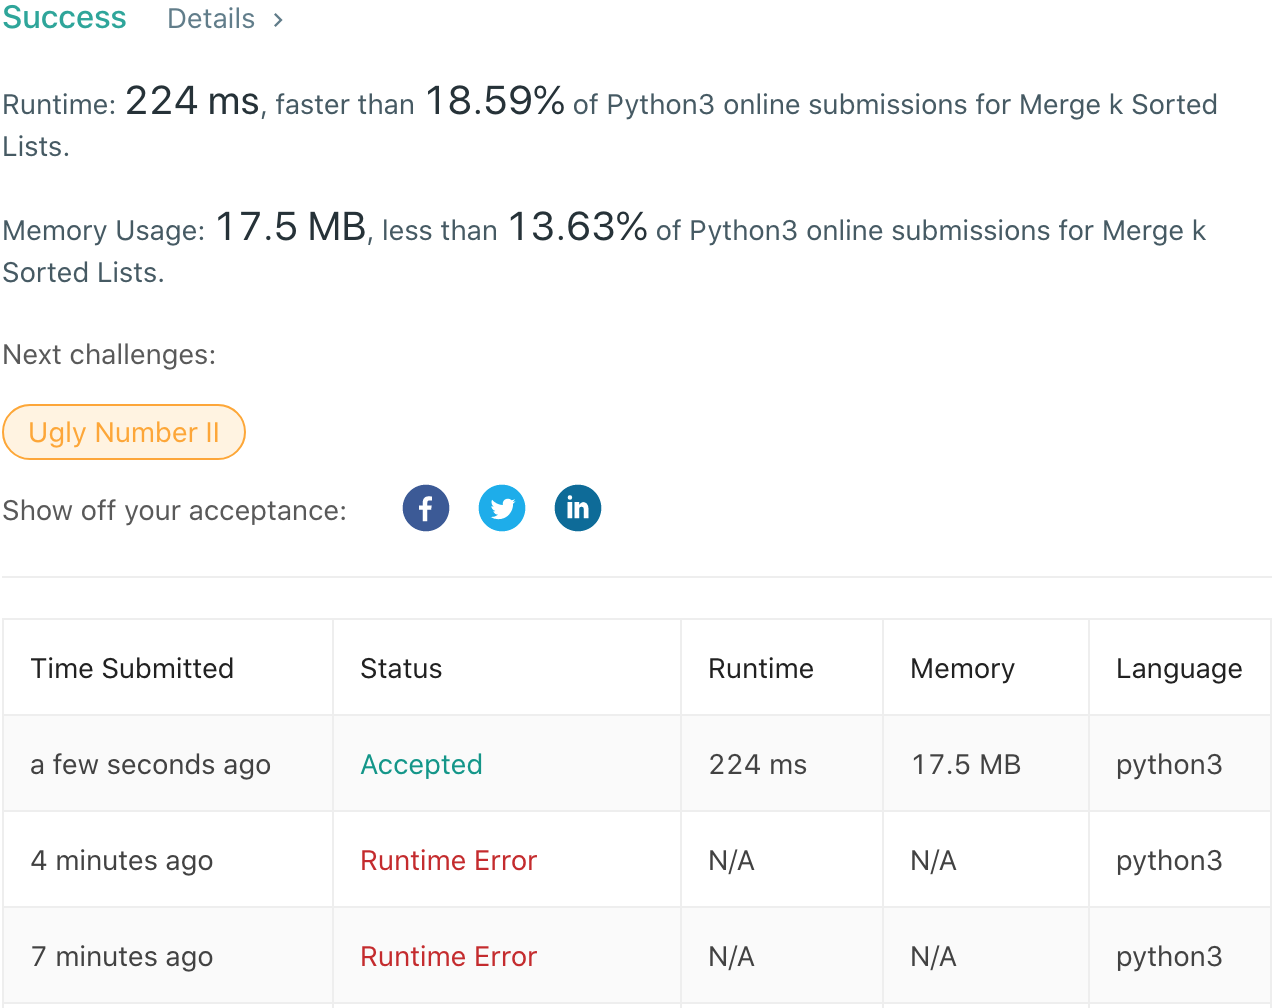 Success Details >
Runtime: 224 ms, faster than 18.59% of Python3 online submissions for Merge k Sorted
Lists.
Memory Usage: 17.5 MB, less than 13.63% of Python3 online submissions for Merge k
Sorted Lists.
Next challenges:
Ugly Number II
Show off your acceptance: f in
Time Submitted Status Runtime Memory Language
a few seconds ago Accepted 224 ms 17.5 MB python3
4 minutes ago Runtime Error N/A N/A python3
7 minutes ago Runtime Error N/A N/A python3